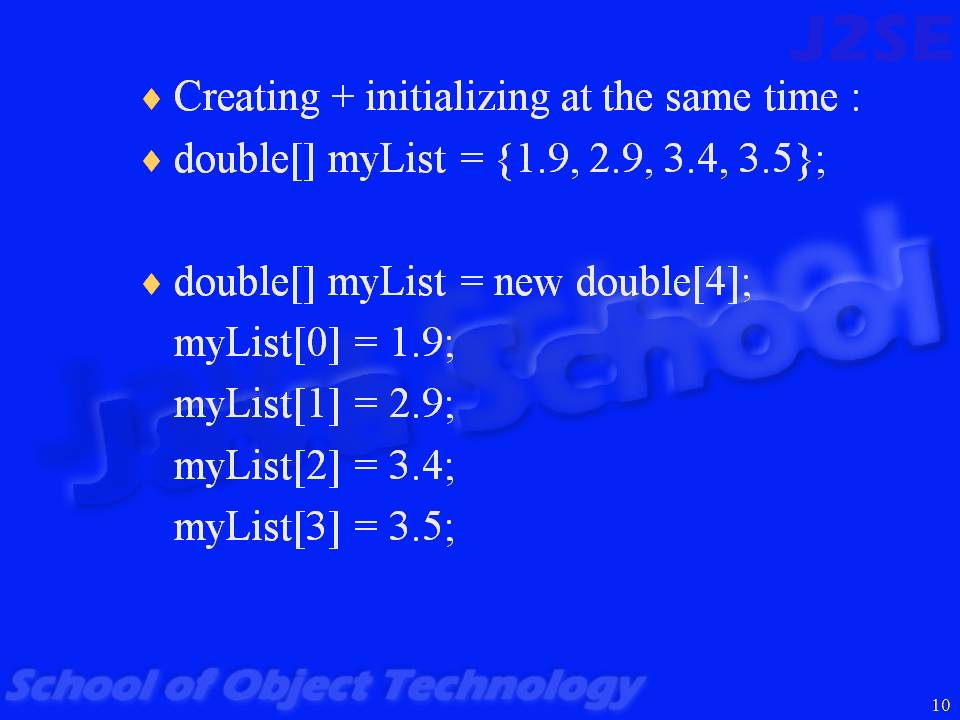 J2SE
♦ Creating + initializing at the same time :
♦ double[] myList = {1.9, 2.9, 3.4, 3.5};
♦ double[] myList = new double[4];
myList[0] = 1.9;
myList[1] = 2.9;
myList[2] = 3.4;
myList[3] = 3.5;
Java School
School of Object Technology
10